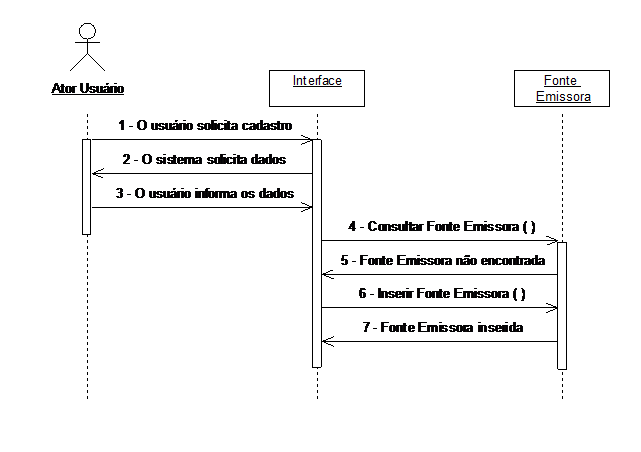 Ator Usuário
Interface
Fonte
Emissora
1 - O usuário solicita cadastro
2 - O sistema solicita dados
3 - O usuário informa os dados
4 - Consultar Fonte Emissora ( )
5 - Fonte Emissora não encontrada
6 - Inserir Fonte Emissora ( )
7 - Fonte Emissora inserida